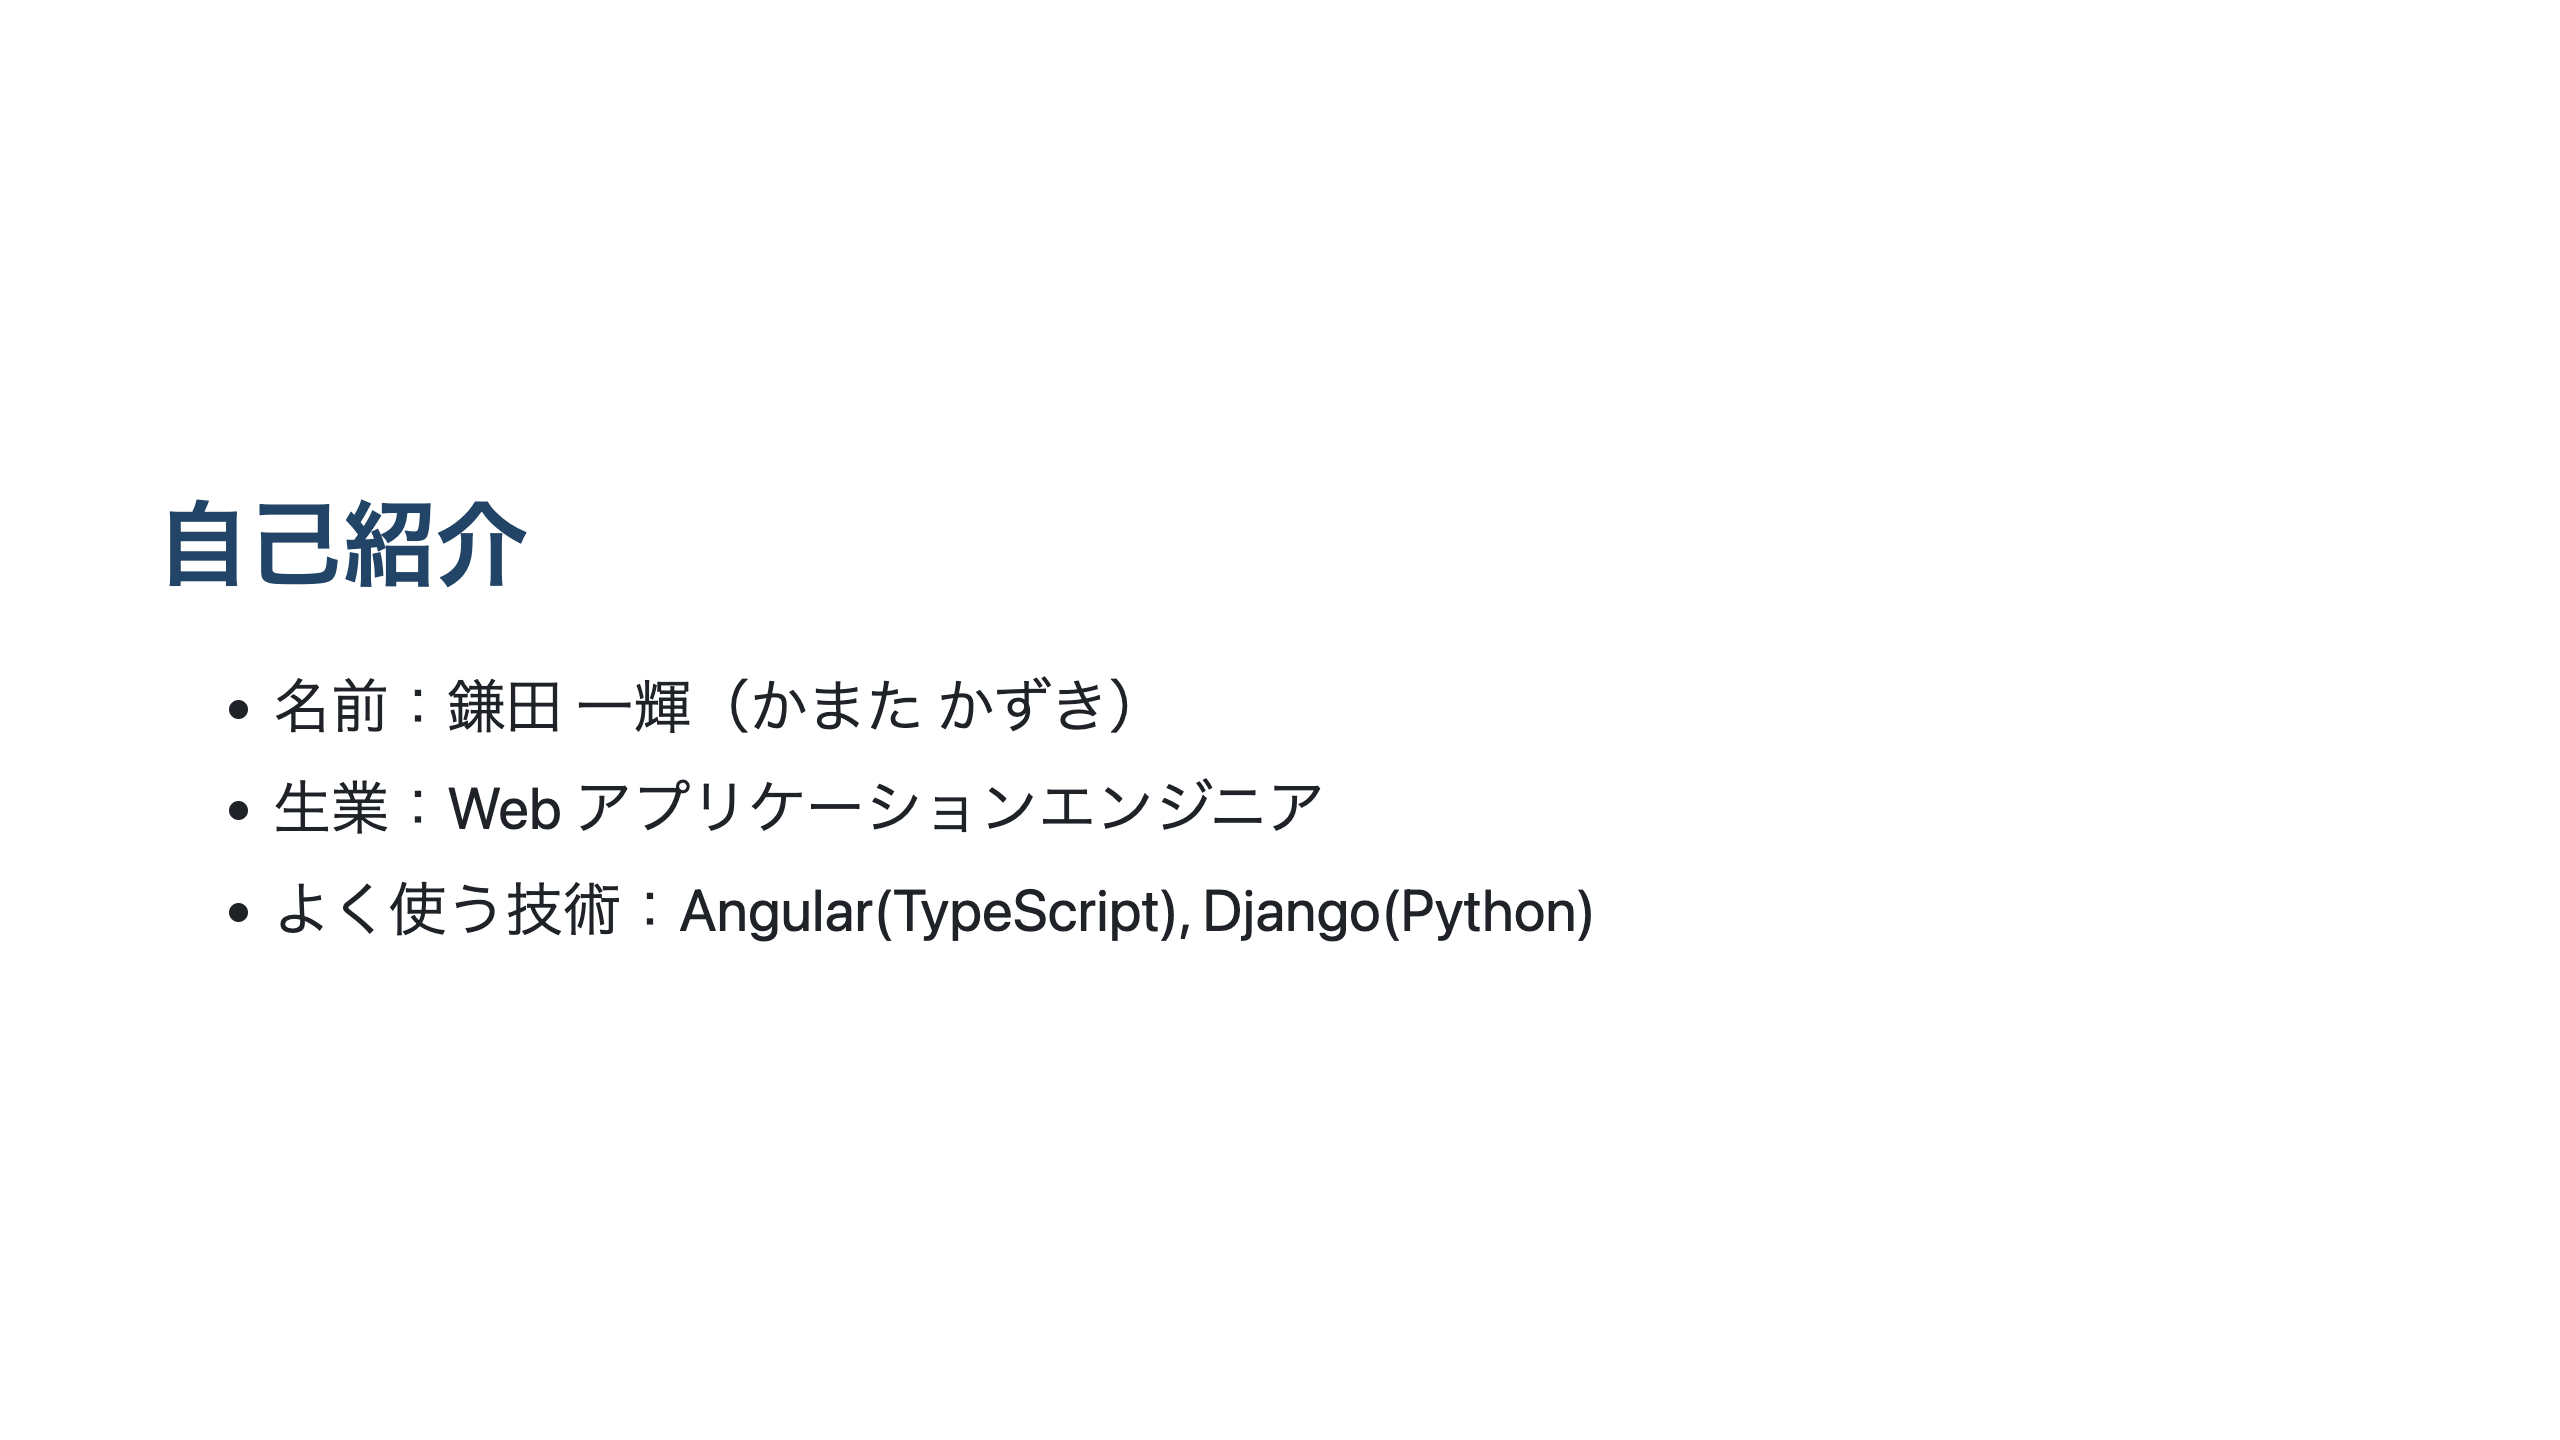 自己紹介
• 名前：鎌田 一輝（かまた かずき）
• 生業：Web アプリケーションエンジニア
• よく使う技術：Angular(TypeScript), Django(Python)